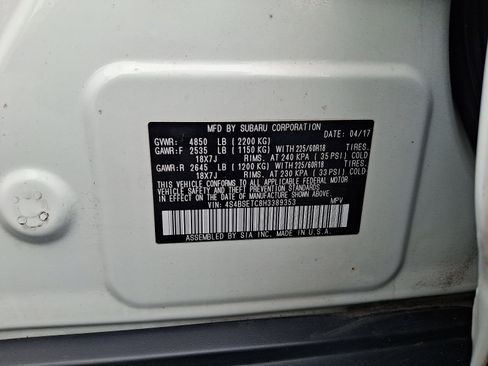 MFD BY SUBARU CORPORATION DATE: 04/17
GVWR: 4850 LB (2200 KG)
GAWR:F 2535 LB (1150 KG) WITH 225/60R18 TIRES.
18X7J RIMS. AT 240 KPA (35 PSI) COLD
GAWR:R 2645 LB (1200 KG) WITH 225/60R18 TIRES.
18X7J RIMS. AT 230 KPA (33 PSI) COLD
THIS VEHICLE CONFORMS TO ALL APPLICABLE FEDERAL MOTOR
VEHICLE SAFETY STANDARDS IN EFFECT ON THE DATE OF
MANUFACTURE SHOWN ABOVE.
VIN: 4S4BSETC8H3389353 MPV
ASSEMBLED BY SIA INC. MADE IN U.S.A.